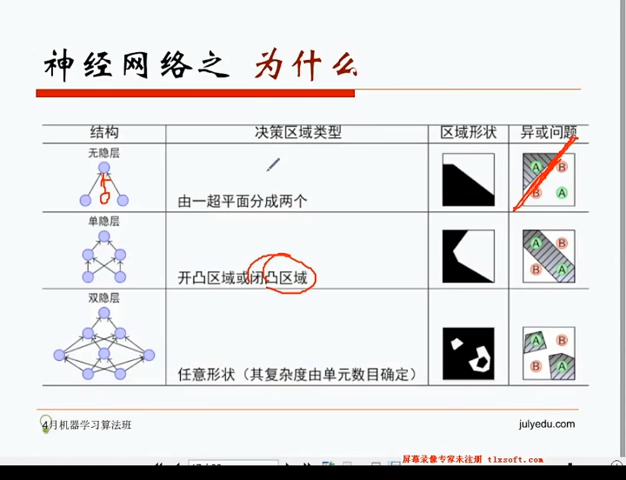 神经网络之 为什么
结构 决策区域类型 区域形状 异或问题
无隐层
A B
B A
由一超平面分成两个
单隐层
A B
B A
开凸区域或闭凸区域
双隐层
A B
B A
任意形状（其复杂度由单元数目确定）
4月机器学习算法班 julyedu.com
屏幕录像专家未注册 tlxsoft.com